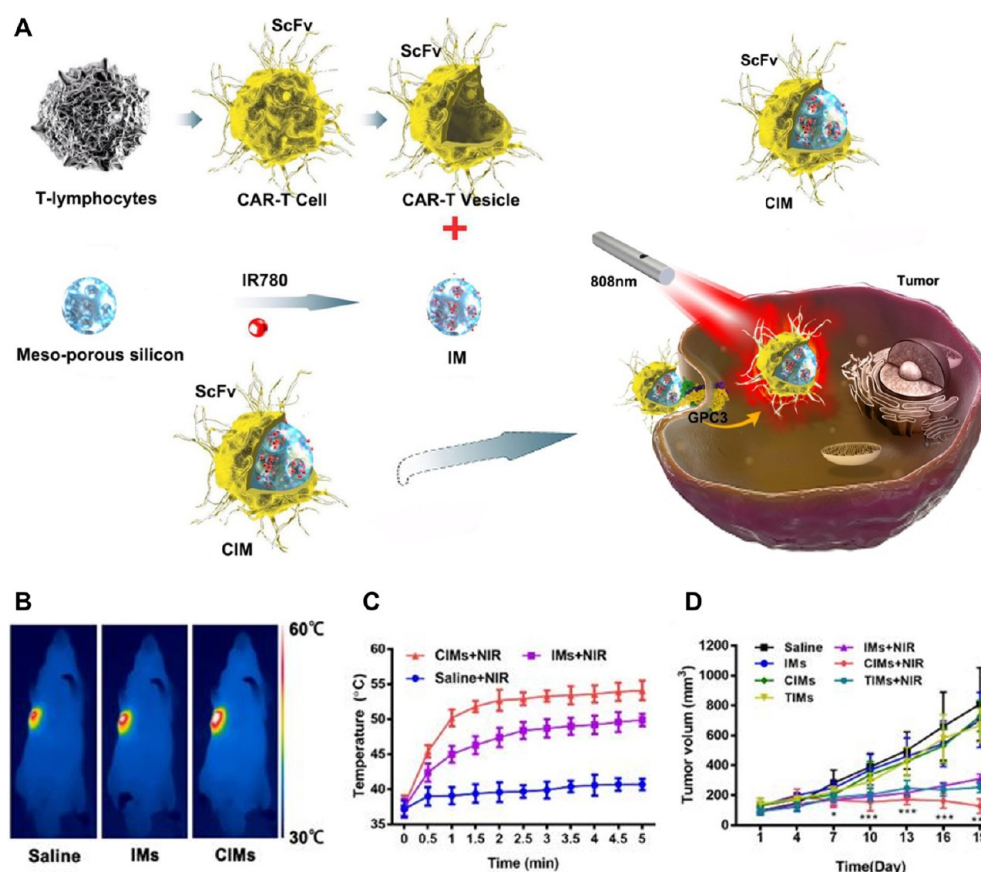 A
ScFv
ScFv
ScFv
T-lymphocytes
CAR-T Cell
CAR-T Vesicle
CIM
+
IR780
808nm
Tumor
Meso-porous silicon
IM
ScFv
GPC3
CIM
B
60℃
30℃
Saline
IMs
CIMs
C
CIMs+NIR
IMs+NIR
Saline+NIR
Temperature (°C)
60
55
50
45
40
35
0 0.5 1 1.5 2 2.5 3 3.5 4 4.5 5
Time (min)
D
Saline
IMs+NIR
IMs
CIMs+NIR
CIMs
TIMs+NIR
TIMs
Tumor volum (mm³)
1200
1000
800
600
400
200
0
* *** *** ***
1 4 7 10 13 16
Time(Day)